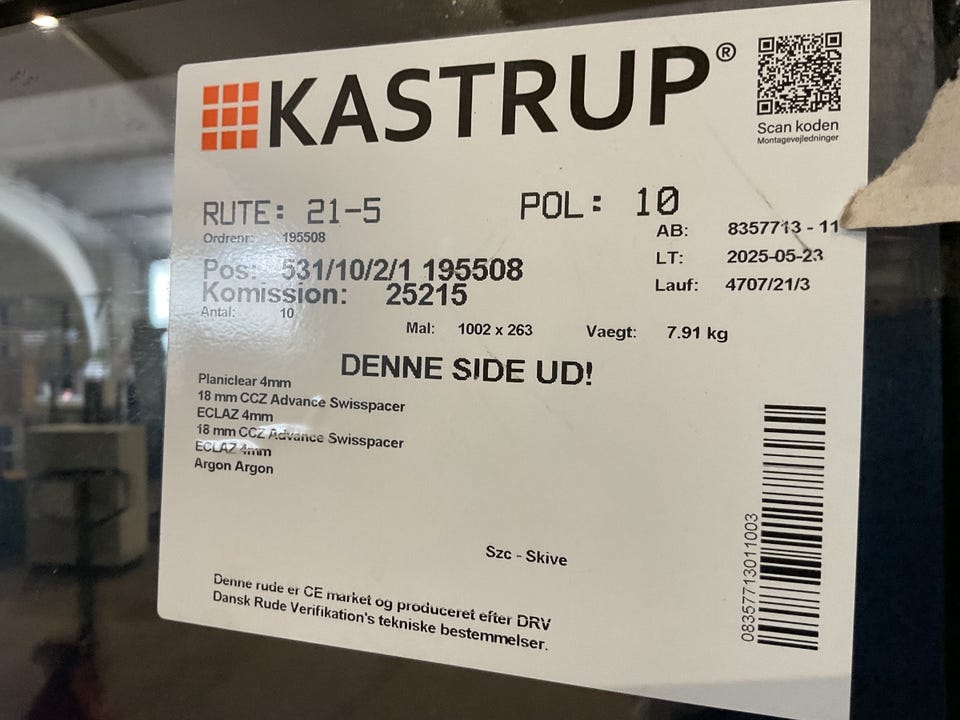 KASTRUP®
Scan koden
Montagevejledninger
RUTE: 21-5 POL: 10
Ordrenr: 195508
AB: 8357713 - 11
Pos: 531/10/2/1 195508
LT: 2025-05-23
Komission: 25215
Lauf: 4707/21/3
Antal: 10
Mal: 1002 x 263 Vaegt: 7.91 kg
DENNE SIDE UD!
Planiclear 4mm
18 mm CCZ Advance Swisspacer
ECLAZ 4mm
18 mm CCZ Advance Swisspacer
ECLAZ 4mm
Argon Argon
Szc - Skive
Denne rude er CE market og produceret efter DRV
Dansk Rude Verifikation's tekniske bestemmelser.
08357713011003